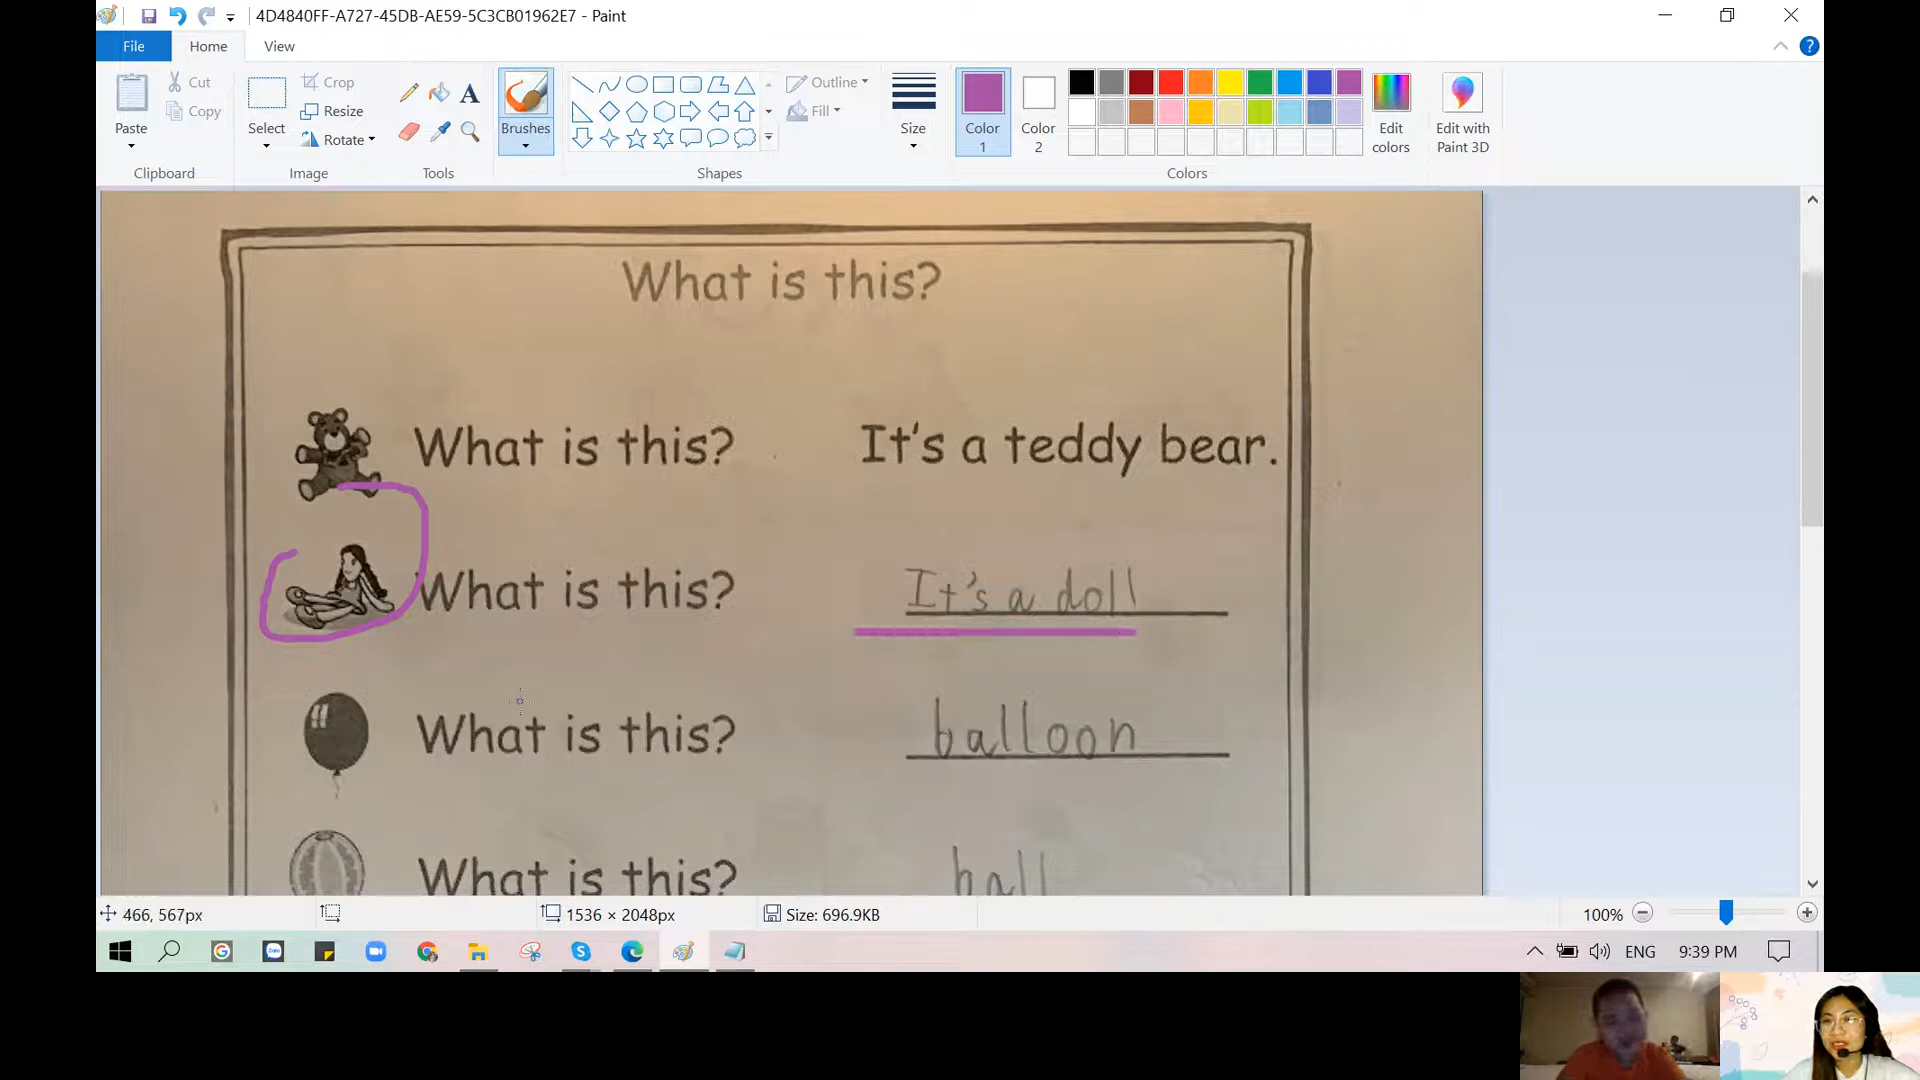 4D4840FF-A727-45DB-AE59-5C3CB01962E7 - Paint
File Home View
Paste Cut Copy Clipboard
Select Crop Resize Rotate Image
Tools
Brushes
Outline Fill Shapes
Size
Color 1 Color 2 Edit colors Colors
Edit with Paint 3D
What is this?
What is this? It's a teddy bear.
What is this? It's a doll
What is this? balloon
What is this? ball
466, 567px 1536 × 2048px Size: 696.9KB 100%
ENG 9:39 PM